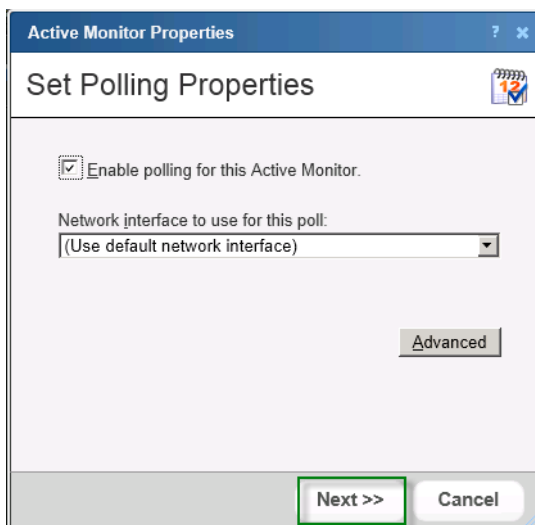 Active Monitor Properties ? ×
Set Polling Properties
12
Enable polling for this Active Monitor.
Network interface to use for this poll:
(Use default network interface)
Advanced
Next >> Cancel